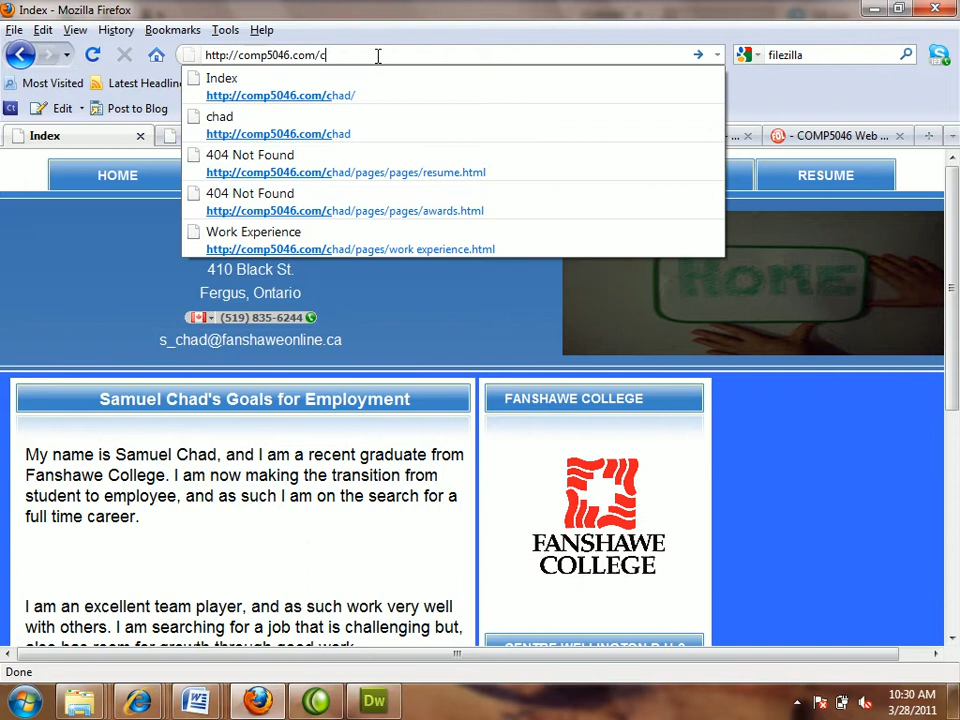 Index - Mozilla Firefox
File Edit View History Bookmarks Tools Help
http://comp5046.com/c
filezilla
Most Visited
Edit
Post to Blog
Index
http://comp5046.com/chad/
chad
http://comp5046.com/chad
404 Not Found
http://comp5046.com/chad/pages/pages/resume.html
404 Not Found
http://comp5046.com/chad/pages/pages/awards.html
Work Experience
http://comp5046.com/chad/pages/work experience.html
Index
- COMP5046 Web ...
HOME
RESUME
410 Black St.
Fergus, Ontario
(519) 835-6244
s_chad@fanshaweonline.ca
HOME
Samuel Chad's Goals for Employment
FANSHAWE COLLEGE
My name is Samuel Chad, and I am a recent graduate from
Fanshawe College. I am now making the transition from
student to employee, and as such I am on the search for a
full time career.
FANSHAWE
COLLEGE
I am an excellent team player, and as such work very well
with others. I am searching for a job that is challenging but,
Done
Dw
10:30 AM
3/28/2011